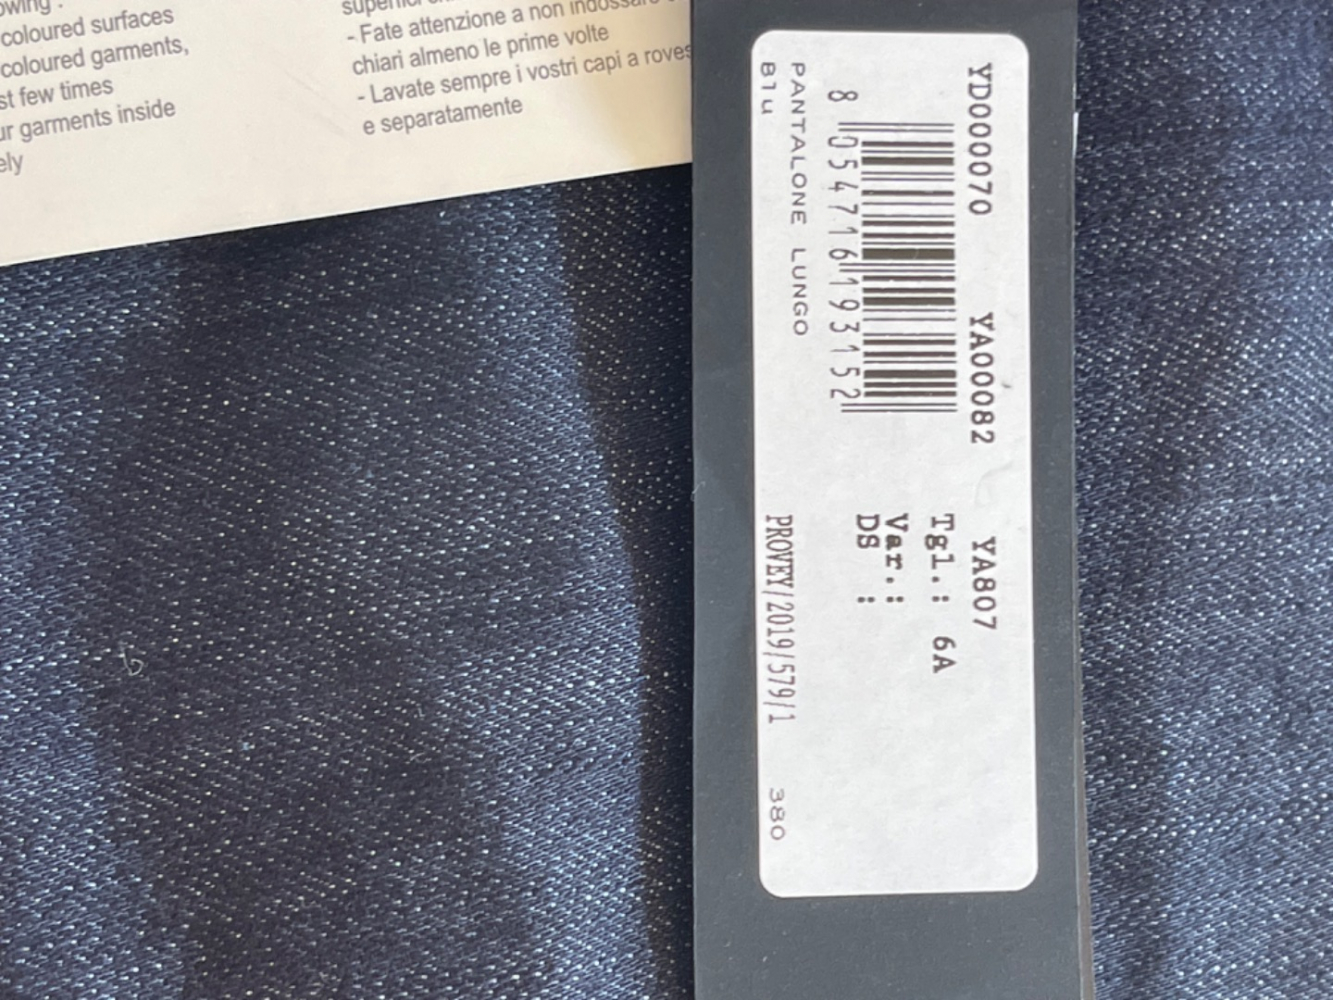 coloured surfaces
coloured garments,
st few times
ur garments inside
ely
- Fate attenzione a non indossare
chiari almeno le prime volte
- Lavate sempre i vostri capi a roves
e separatamente
YD000070 YA00082 YA807
Tgl.: 6A
Var.:
DS :
8 054716 193152
PANTALONE LUNGO
Blu
PROVEY/2019/579/1 380